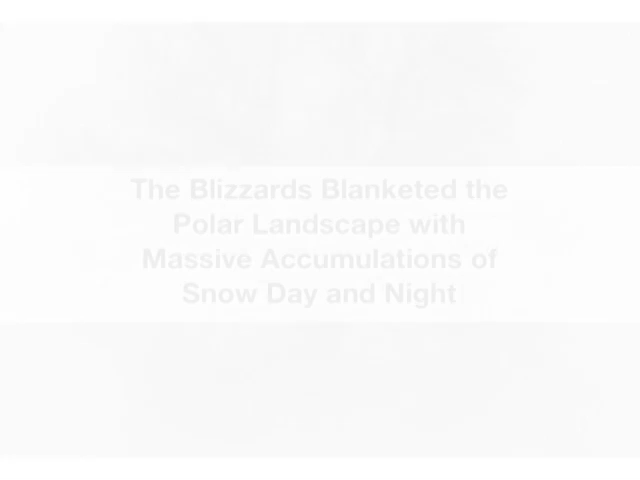 The Blizzards Blanketed the
Polar Landscape with
Massive Accumulations of
Snow Day and Night